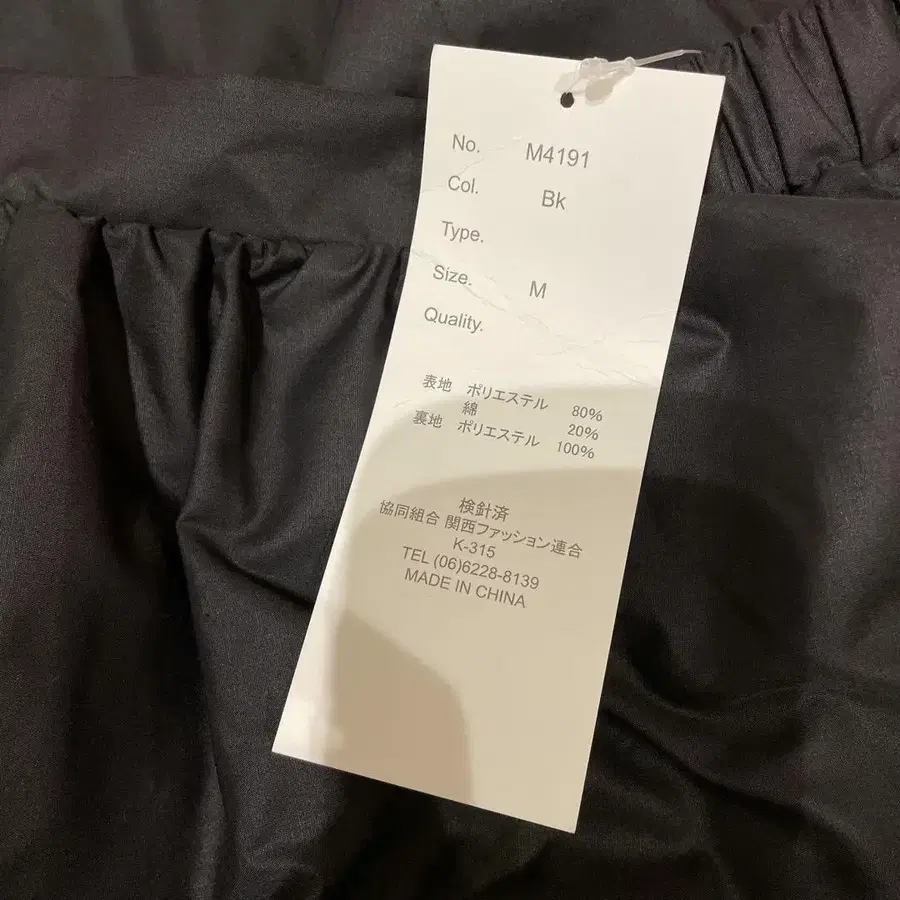 No. M4191
Col. Bk
Type.
Size. M
Quality.
表地 ポリエステル 80%
綿 20%
裏地 ポリエステル 100%
検針済
協同組合 関西ファッション連合
K-315
TEL (06)6228-8139
MADE IN CHINA